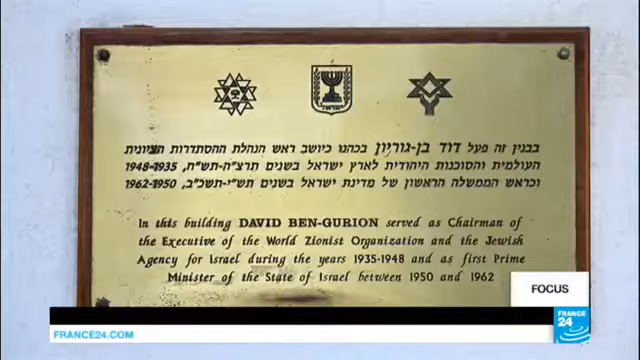 בבנין זה פעל דוד בן-גוריון בכהנו כיושב ראש הנהלת ההסתדרות הציונית
העולמית והסוכנות היהודית לארץ ישראל בשנים תרצ"ה-תש"ח, 1948-1935,
וכראש הממשלה הראשון של מדינת ישראל בשנים תש"י-תשכ"ב, 1962-1950
In this building DAVID BEN-GURION served as Chairman of
the Executive of the World Zionist Organization and the Jewish
Agency for Israel during the years 1935-1948 and as first Prime
Minister of the State of Israel between 1950 and 1962
FOCUS
FRANCE24.COM
FRANCE
24